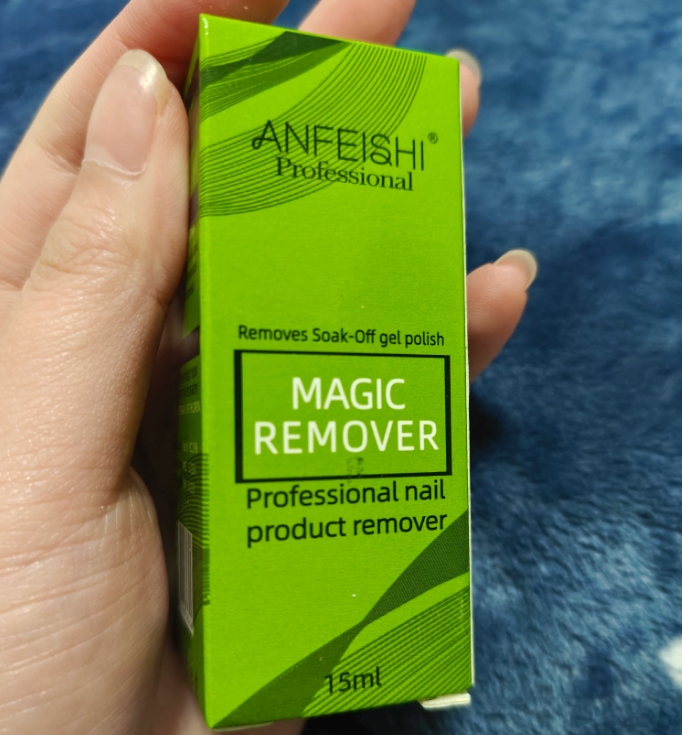 ANFEISHI®
Professional
Removes Soak-Off gel polish
MAGIC
REMOVER
Professional nail
product remover
15ml